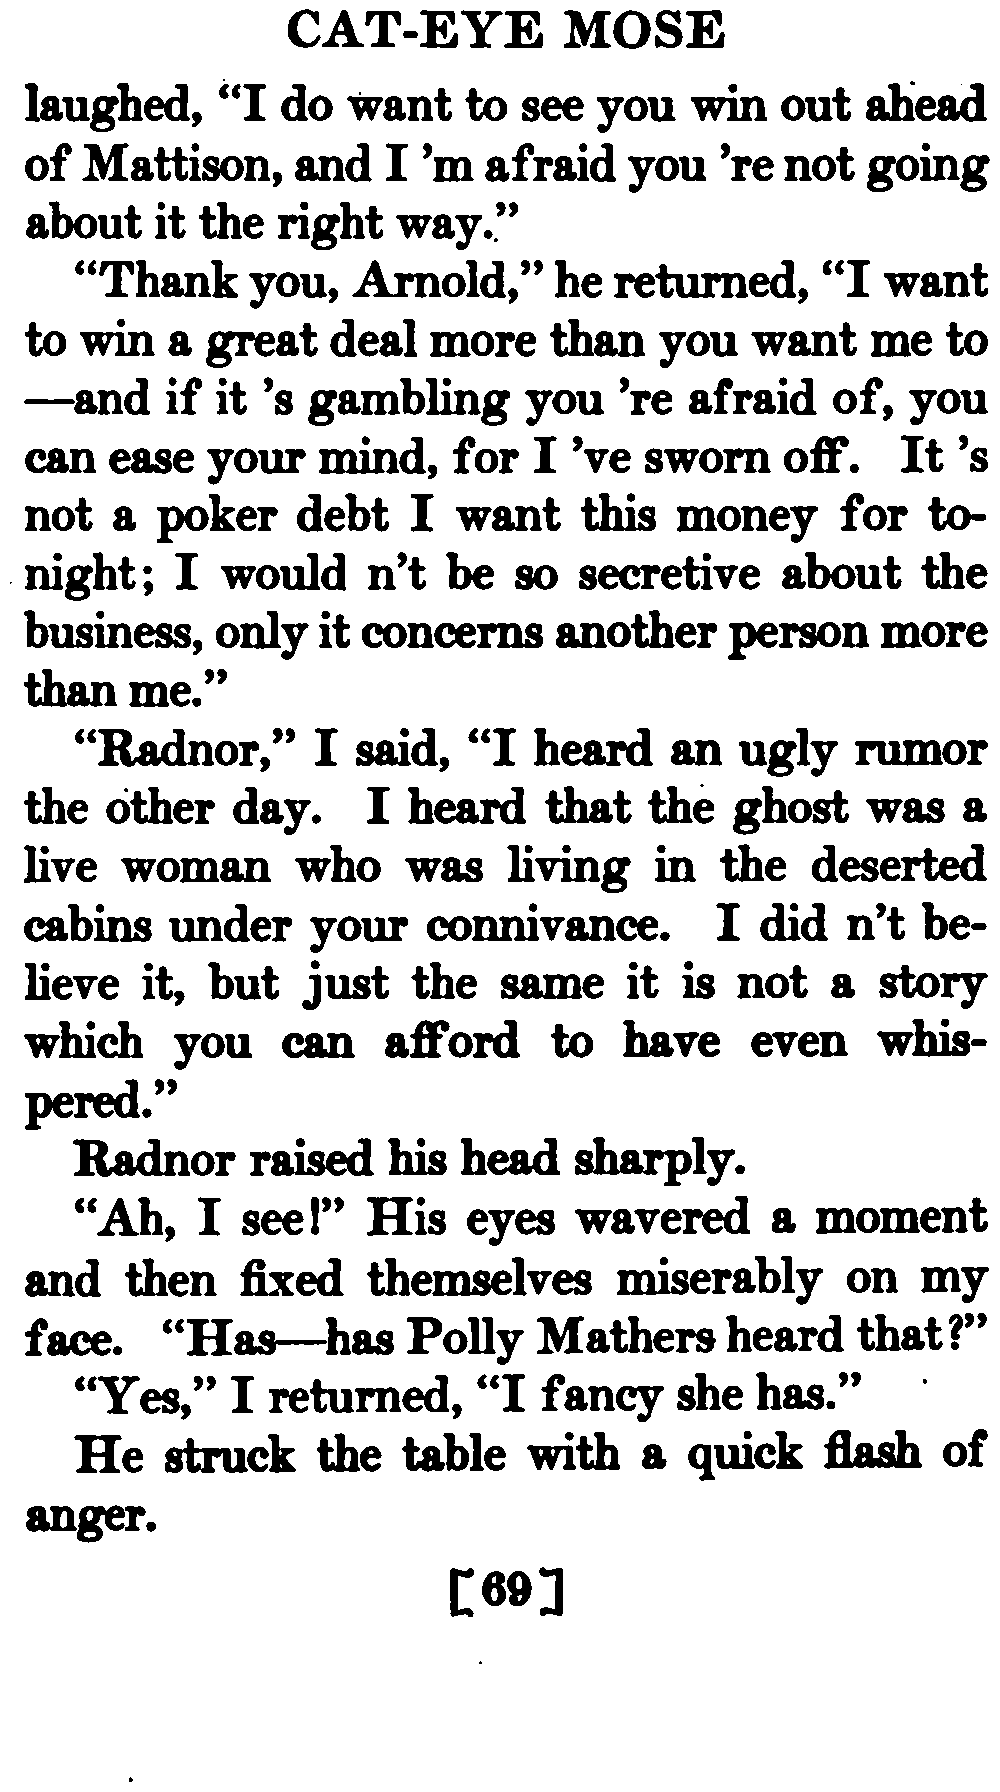 CAT-EYE MOSE
laughed, “I do want to see you win out ahead
of Mattison, and I ’m afraid you ’re not going
about it the right way.”
“Thank you, Arnold,” he returned, “I want
to win a great deal more than you want me to
—and if it ’s gambling you ’re afraid of, you
can ease your mind, for I ’ve sworn off. It ’s
not a poker debt I want this money for to-
night; I would n’t be so secretive about the
business, only it concerns another person more
than me.”
“Radnor,” I said, “I heard an ugly rumor
the other day. I heard that the ghost was a
live woman who was living in the deserted
cabins under your connivance. I did n’t be-
lieve it, but just the same it is not a story
which you can afford to have even whis-
pered.”
Radnor raised his head sharply.
“Ah, I see!” His eyes wavered a moment
and then fixed themselves miserably on my
face. “Has—has Polly Mathers heard that?”
“Yes,” I returned, “I fancy she has.”
He struck the table with a quick flash of
anger.
[69]